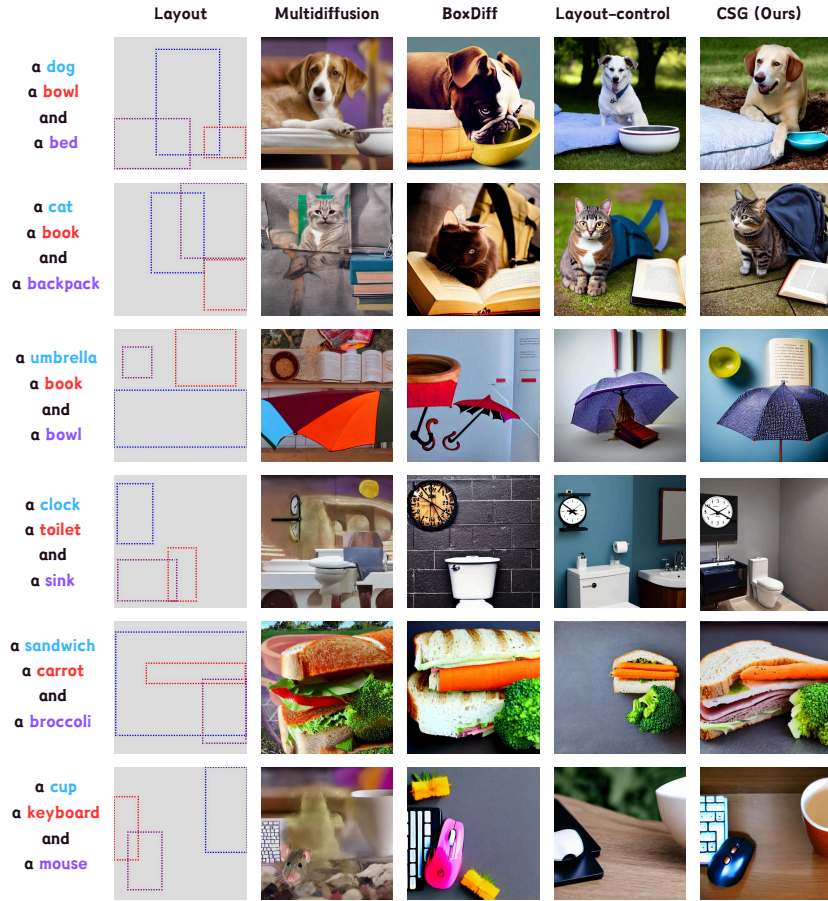 Layout Multidiffusion BoxDiff Layout-control CSG (Ours)
a dog
a bowl
and
a bed
a cat
a book
and
a backpack
a umbrella
a book
and
a bowl
a clock
a toilet
and
a sink
a sandwich
a carrot
and
a broccoli
a cup
a keyboard
and
a mouse